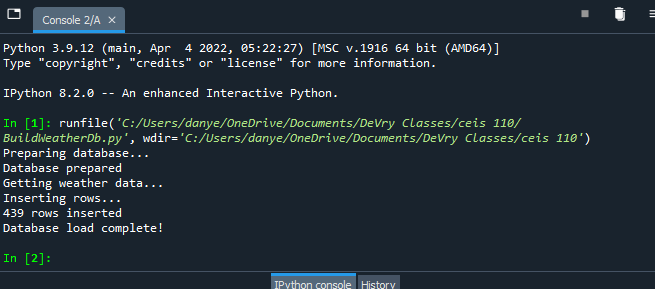 Console 2/A
Python 3.9.12 (main, Apr  4 2022, 05:22:27) [MSC v.1916 64 bit (AMD64)]
Type "copyright", "credits" or "license" for more information.
IPython 8.2.0 -- An enhanced Interactive Python.
In [1]: runfile('C:/Users/danye/OneDrive/Documents/DeVry Classes/ceis 110/
BuildWeatherDb.py', wdir='C:/Users/danye/OneDrive/Documents/DeVry Classes/ceis 110')
Preparing database...
Database prepared
Getting weather data...
Inserting rows...
439 rows inserted
Database load complete!
In [2]:
IPython console History